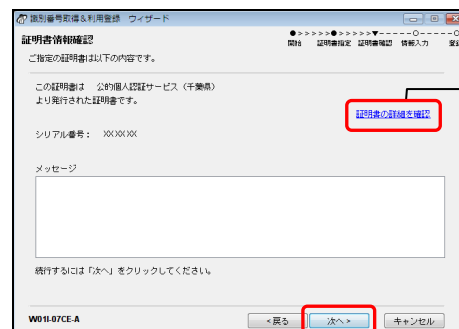 識別番号取得&利用登録 ウィザード
証明書情報確認
●>>>>>●>>>>>▼-----○-----○
開始 証明書指定 証明書確認 情報入力
ご指定の証明書は以下の内容です。
この証明書は 公的個人認証サービス（千葉県）
より発行された証明書です。
証明書の詳細を確認
シリアル番号： XXXXXX
メッセージ
続行するには「次へ」をクリックしてください。
W01I-07CE-A
<戻る
次へ>
キャンセル